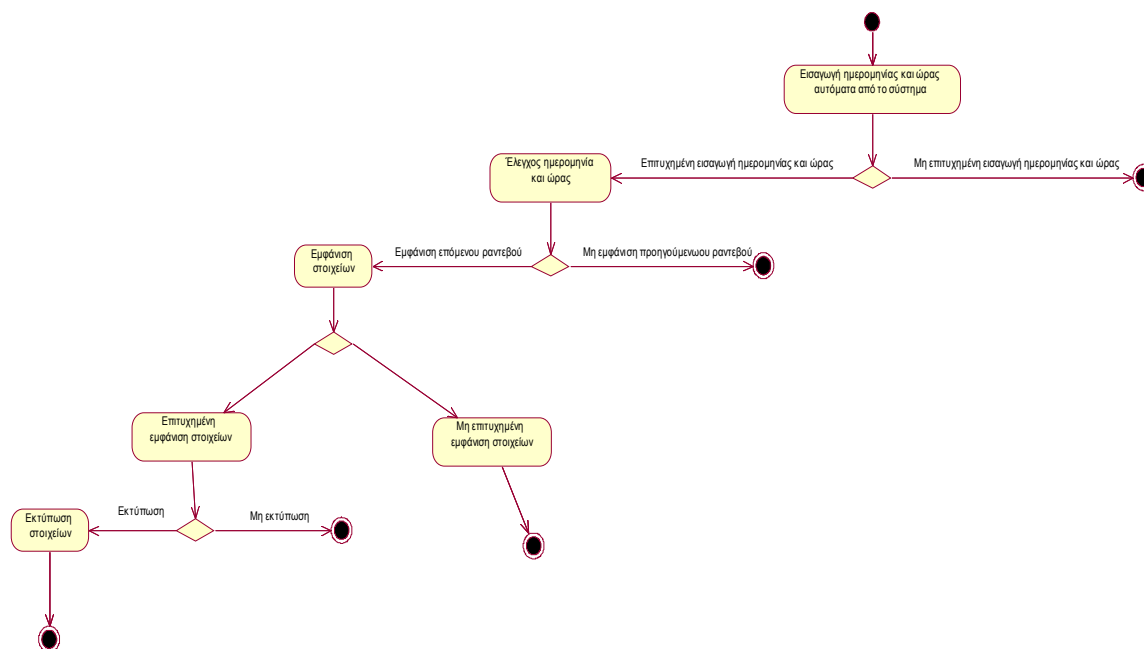 Εισαγωγή ημερομηνίας και ώρας
αυτόματα από το σύστημα
Επιτυχημένη εισαγωγή ημερομηνίας και ώρας
Μη επιτυχημένη εισαγωγή ημερομηνίας και ώρας
Έλεγχος ημερομηνία
και ώρας
Εμφάνιση επόμενου ραντεβού
Μη εμφάνιση προηγούμενωου ραντεβού
Εμφάνιση
στοιχείων
Επιτυχημένη
εμφάνιση στοιχείων
Μη επιτυχημένη
εμφάνιση στοιχείων
Εκτύπωση
Μη εκτύπωση
Εκτύπωση
στοιχείων